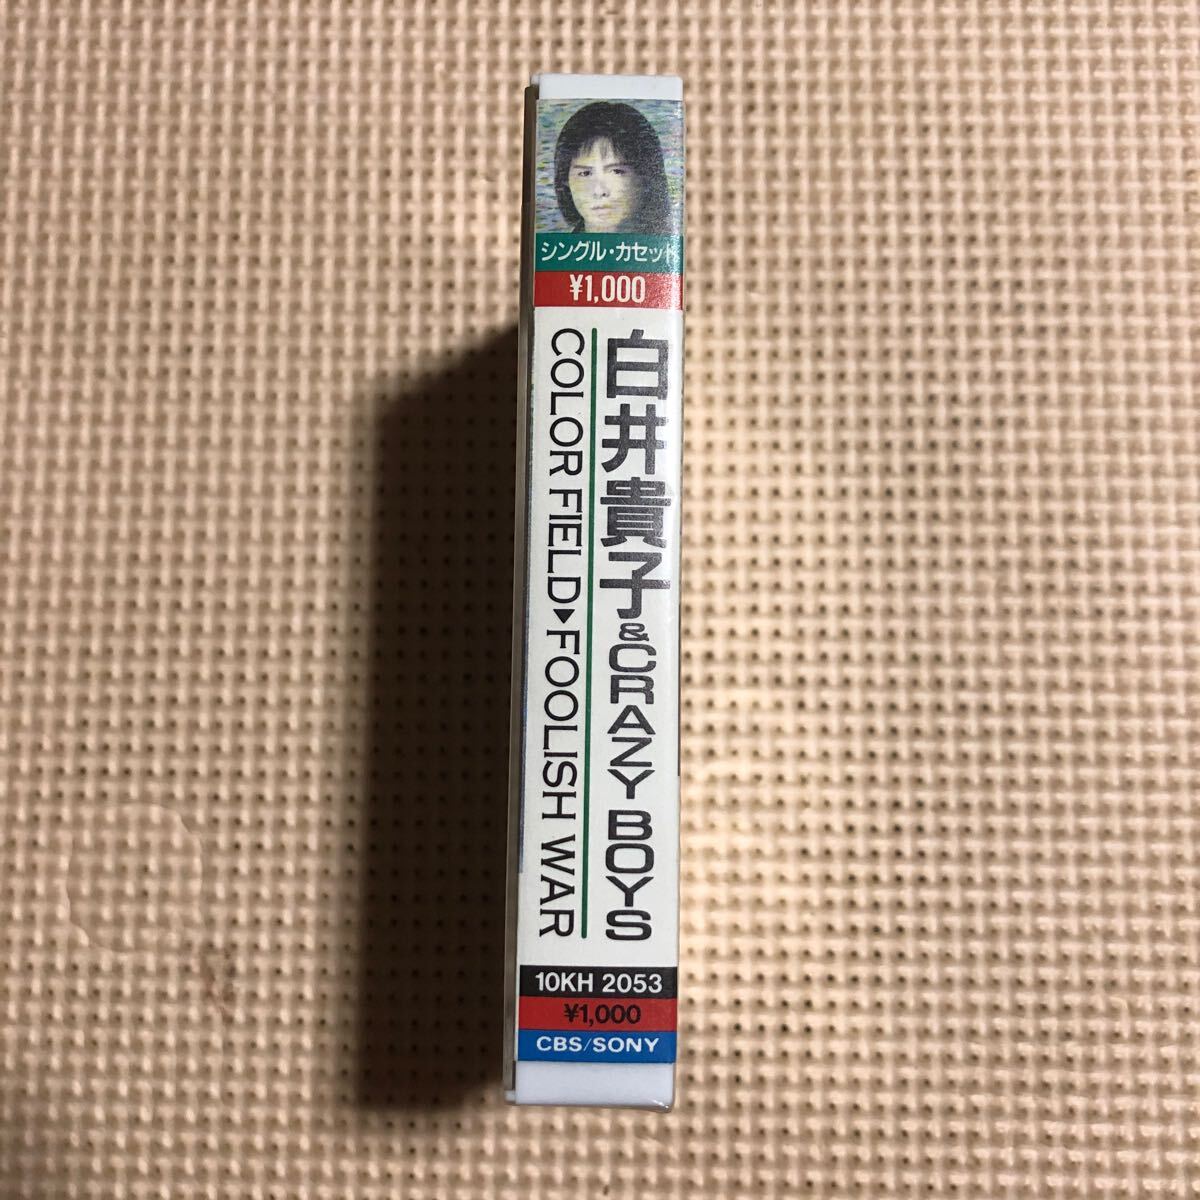 シングル・カセット
¥1,000
白井貴子&CRAZY BOYS
COLOR FIELD▶FOOLISH WAR
10KH 2053
¥1,000
CBS/SONY